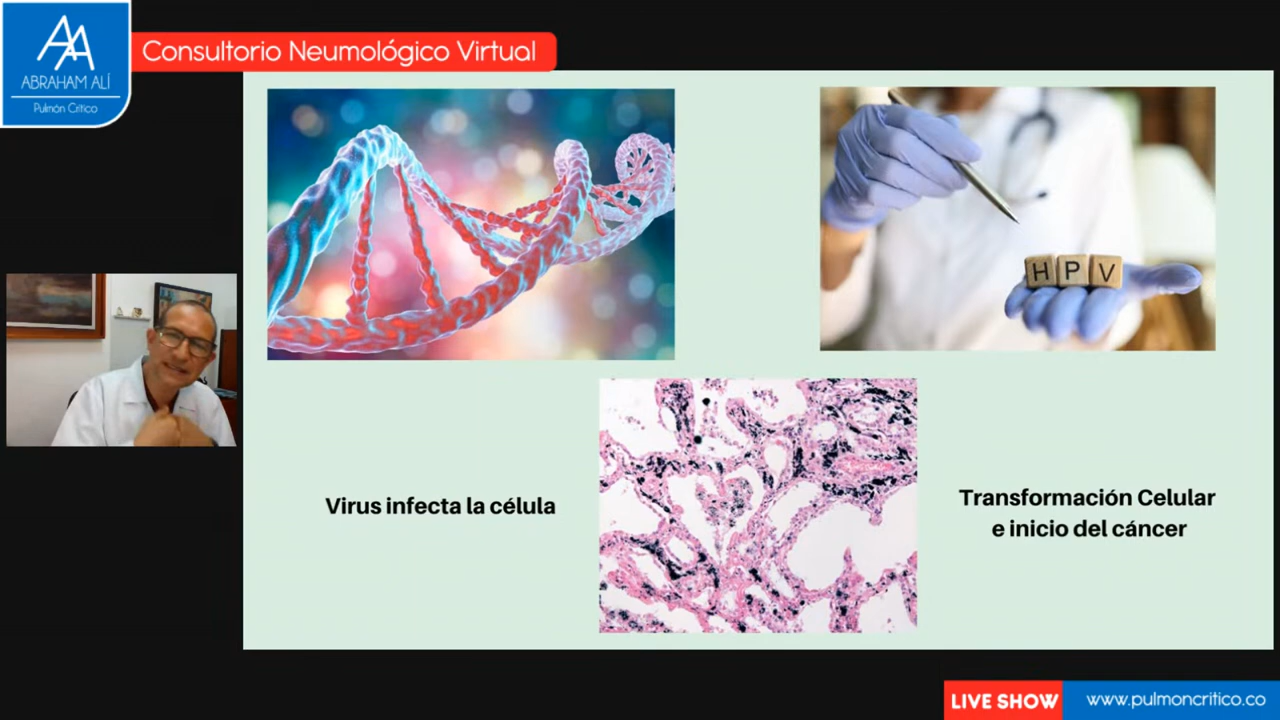 AA
ABRAHAM ALÍ
Pulmón Crítico
Consultorio Neumológico Virtual
HPV
Virus infecta la célula
Transformación Celular
e inicio del cáncer
LIVE SHOW
www.pulmoncritico.co